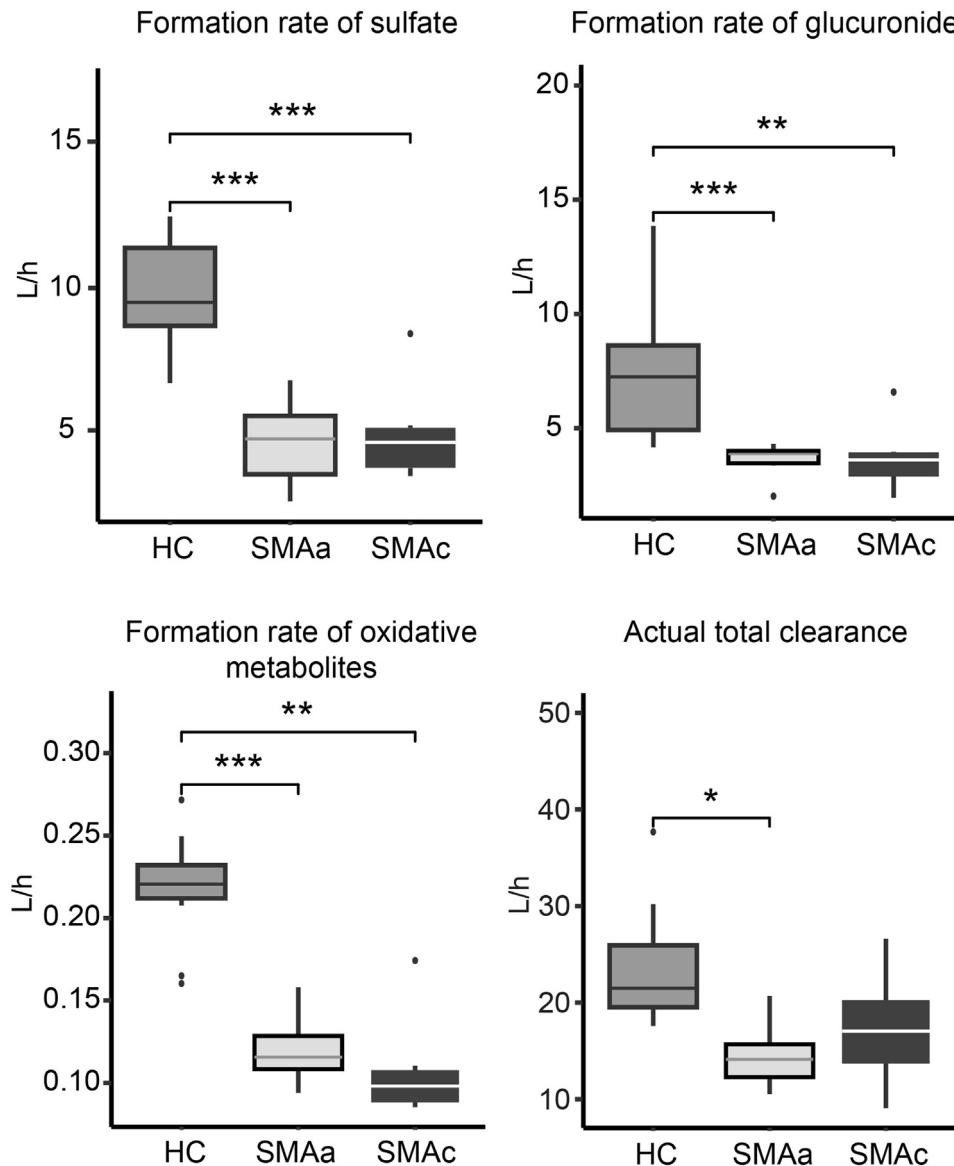 Formation rate of sulfate
15
10
5
L/h
***
***
HC SMAa SMAc
Formation rate of glucuronide
20
15
10
5
L/h
**
***
HC SMAa SMAc
Formation rate of oxidative
metabolites
0.30
0.25
0.20
0.15
0.10
L/h
**
***
HC SMAa SMAc
Actual total clearance
50
40
30
20
10
L/h
*
HC SMAa SMAc